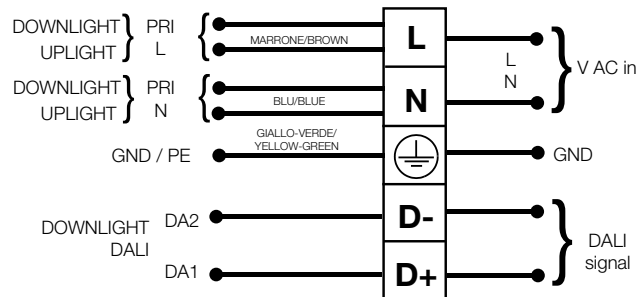 DOWNLIGHT } PRI {
UPLIGHT L
MARRONE/BROWN
L
L
N
} V AC in
DOWNLIGHT } PRI {
UPLIGHT N
BLU/BLUE
N
GIALLO-VERDE/
YELLOW-GREEN
GND / PE
GND
DOWNLIGHT
DALI
DA2
D-
DA1
D+
} DALI
signal